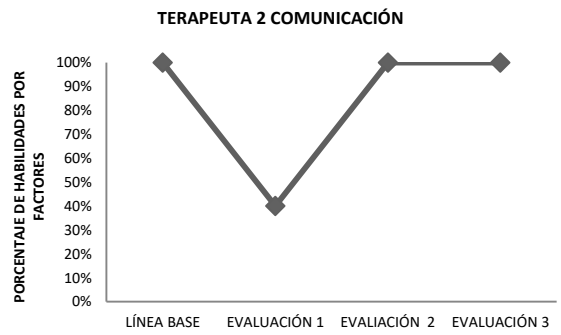 TERAPEUTA 2 COMUNICACIÓN
PORCENTAJE DE HABILIDADES POR
FACTORES
100%
90%
80%
70%
60%
50%
40%
30%
20%
10%
0%
LÍNEA BASE EVALUACIÓN 1 EVALIACIÓN 2 EVALUACIÓN 3